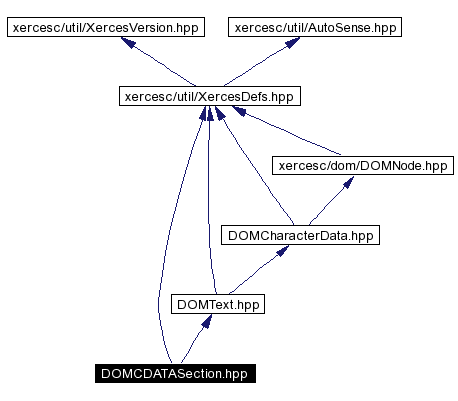 xercesc/util/XercesVersion.hpp
xercesc/util/AutoSense.hpp
xercesc/util/XercesDefs.hpp
xercesc/dom/DOMNode.hpp
DOMCharacterData.hpp
DOMText.hpp
DOMCDATASection.hpp